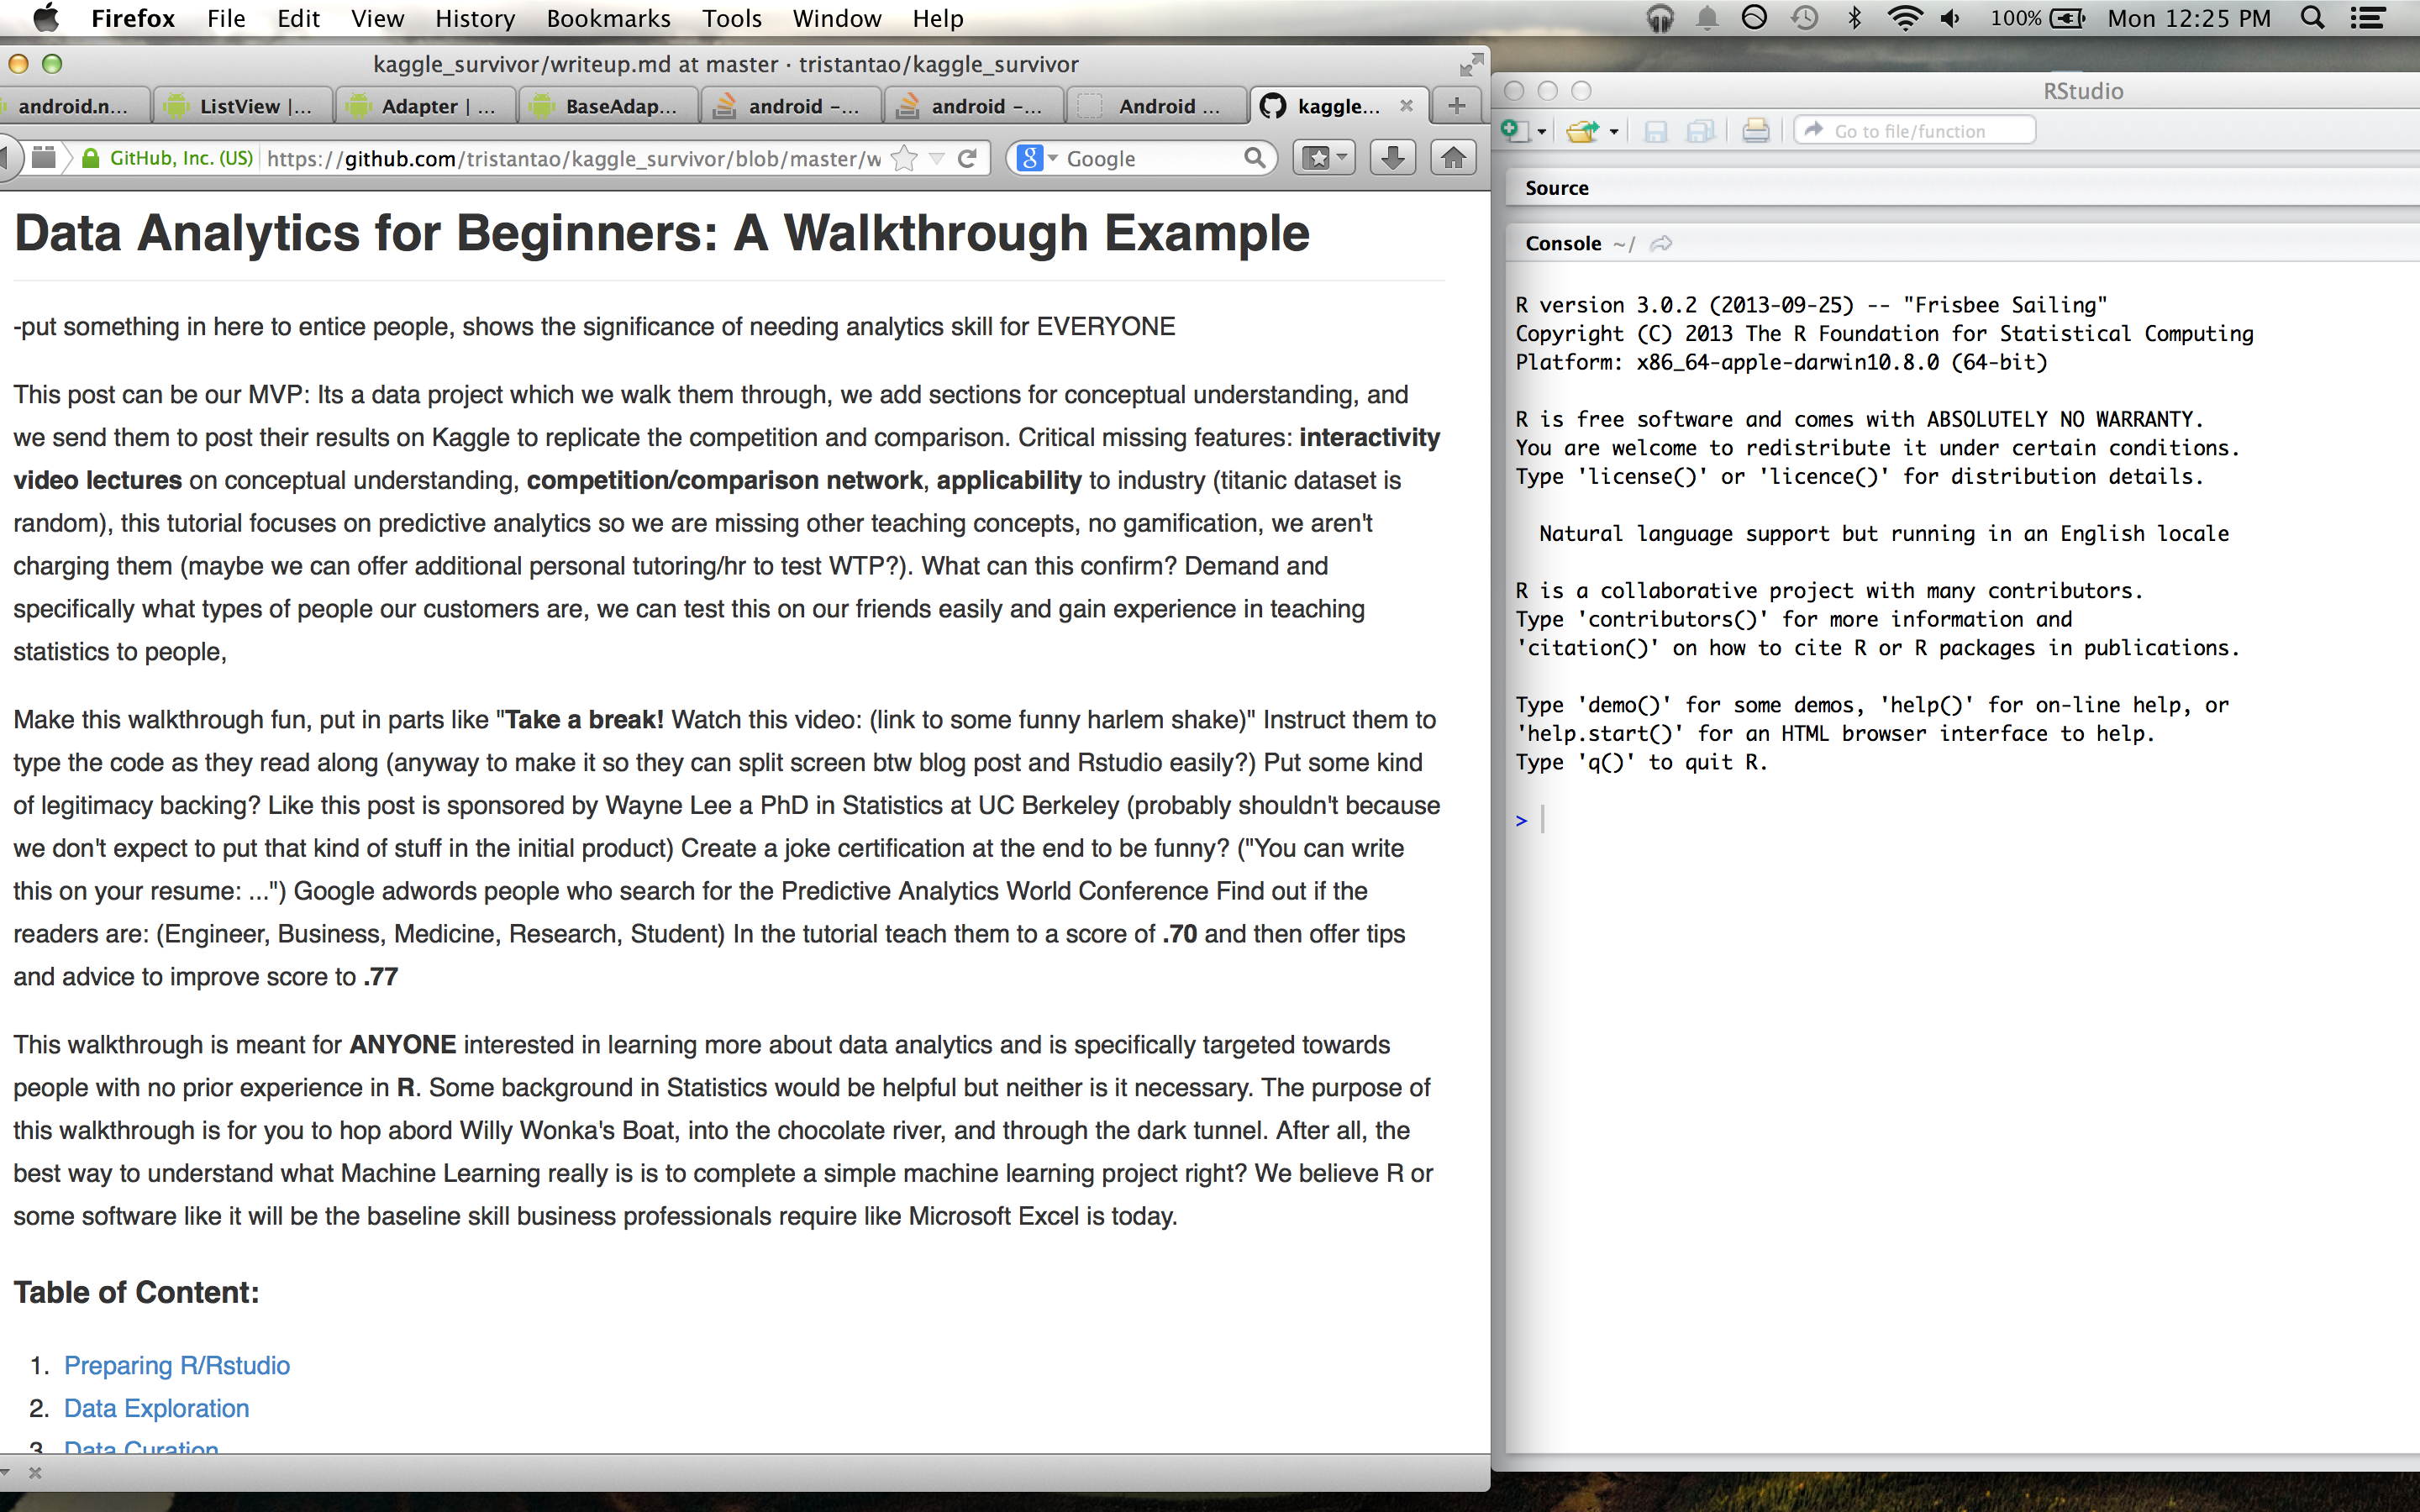 Firefox File Edit View History Bookmarks Tools Window Help
100% Mon 12:25 PM
kaggle_survivor/writeup.md at master · tristantao/kaggle_survivor
android.n... ListView |... Adapter | ... BaseAdap... android –... android –... Android ... kaggle...
GitHub, Inc. (US) https://github.com/tristantao/kaggle_survivor/blob/master/w
Google
Data Analytics for Beginners: A Walkthrough Example
-put something in here to entice people, shows the significance of needing analytics skill for EVERYONE
This post can be our MVP: Its a data project which we walk them through, we add sections for conceptual understanding, and
we send them to post their results on Kaggle to replicate the competition and comparison. Critical missing features: interactivity
video lectures on conceptual understanding, competition/comparison network, applicability to industry (titanic dataset is
random), this tutorial focuses on predictive analytics so we are missing other teaching concepts, no gamification, we aren't
charging them (maybe we can offer additional personal tutoring/hr to test WTP?). What can this confirm? Demand and
specifically what types of people our customers are, we can test this on our friends easily and gain experience in teaching
statistics to people,
Make this walkthrough fun, put in parts like "Take a break! Watch this video: (link to some funny harlem shake)" Instruct them to
type the code as they read along (anyway to make it so they can split screen btw blog post and Rstudio easily?) Put some kind
of legitimacy backing? Like this post is sponsored by Wayne Lee a PhD in Statistics at UC Berkeley (probably shouldn't because
we don't expect to put that kind of stuff in the initial product) Create a joke certification at the end to be funny? ("You can write
this on your resume: ...") Google adwords people who search for the Predictive Analytics World Conference Find out if the
readers are: (Engineer, Business, Medicine, Research, Student) In the tutorial teach them to a score of .70 and then offer tips
and advice to improve score to .77
This walkthrough is meant for ANYONE interested in learning more about data analytics and is specifically targeted towards
people with no prior experience in R. Some background in Statistics would be helpful but neither is it necessary. The purpose of
this walkthrough is for you to hop abord Willy Wonka's Boat, into the chocolate river, and through the dark tunnel. After all, the
best way to understand what Machine Learning really is is to complete a simple machine learning project right? We believe R or
some software like it will be the baseline skill business professionals require like Microsoft Excel is today.
Table of Content:
1. Preparing R/Rstudio
2. Data Exploration
3. Data Curation
RStudio
Go to file/function
Source
Console ~/
R version 3.0.2 (2013-09-25) -- "Frisbee Sailing"
Copyright (C) 2013 The R Foundation for Statistical Computing
Platform: x86_64-apple-darwin10.8.0 (64-bit)
R is free software and comes with ABSOLUTELY NO WARRANTY.
You are welcome to redistribute it under certain conditions.
Type 'license()' or 'licence()' for distribution details.
Natural language support but running in an English locale
R is a collaborative project with many contributors.
Type 'contributors()' for more information and
'citation()' on how to cite R or R packages in publications.
Type 'demo()' for some demos, 'help()' for on-line help, or
'help.start()' for an HTML browser interface to help.
Type 'q()' to quit R.
>